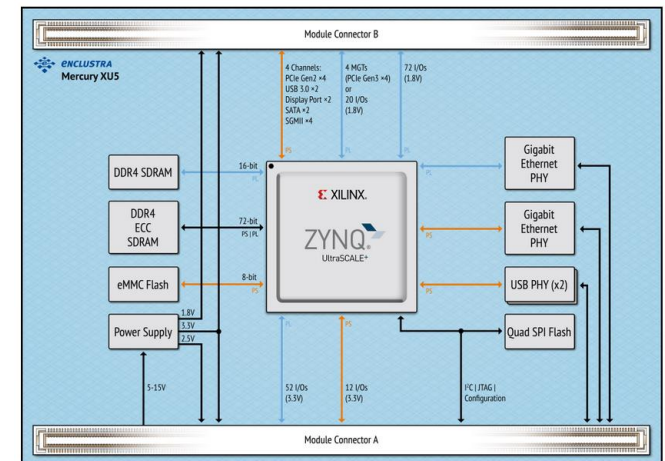 Module Connector B
ENCLUSTRA
Mercury XU5
4 Channels:
PCIe Gen2 ×4
USB 3.0 ×2
Display Port ×2
SATA ×2
SGMII ×4
4 MGTs
(PCIe Gen3 ×4)
or
20 I/Os
(1.8V)
72 I/Os
(1.8V)
PS
PL
PL
DDR4 SDRAM
16-bit
PL
DDR4
ECC
SDRAM
72-bit
PS|PL
eMMC Flash
8-bit
PS
Power Supply
1.8V
3.3V
2.5V
5-15V
XILINX.
ZYNQ.
UltraSCALE+
PL
Gigabit
Ethernet
PHY
PS
Gigabit
Ethernet
PHY
PS
USB PHY (x2)
Quad SPI Flash
PL
PS
52 I/Os
(3.3V)
12 I/Os
(3.3V)
I²C | JTAG |
Configuration
Module Connector A